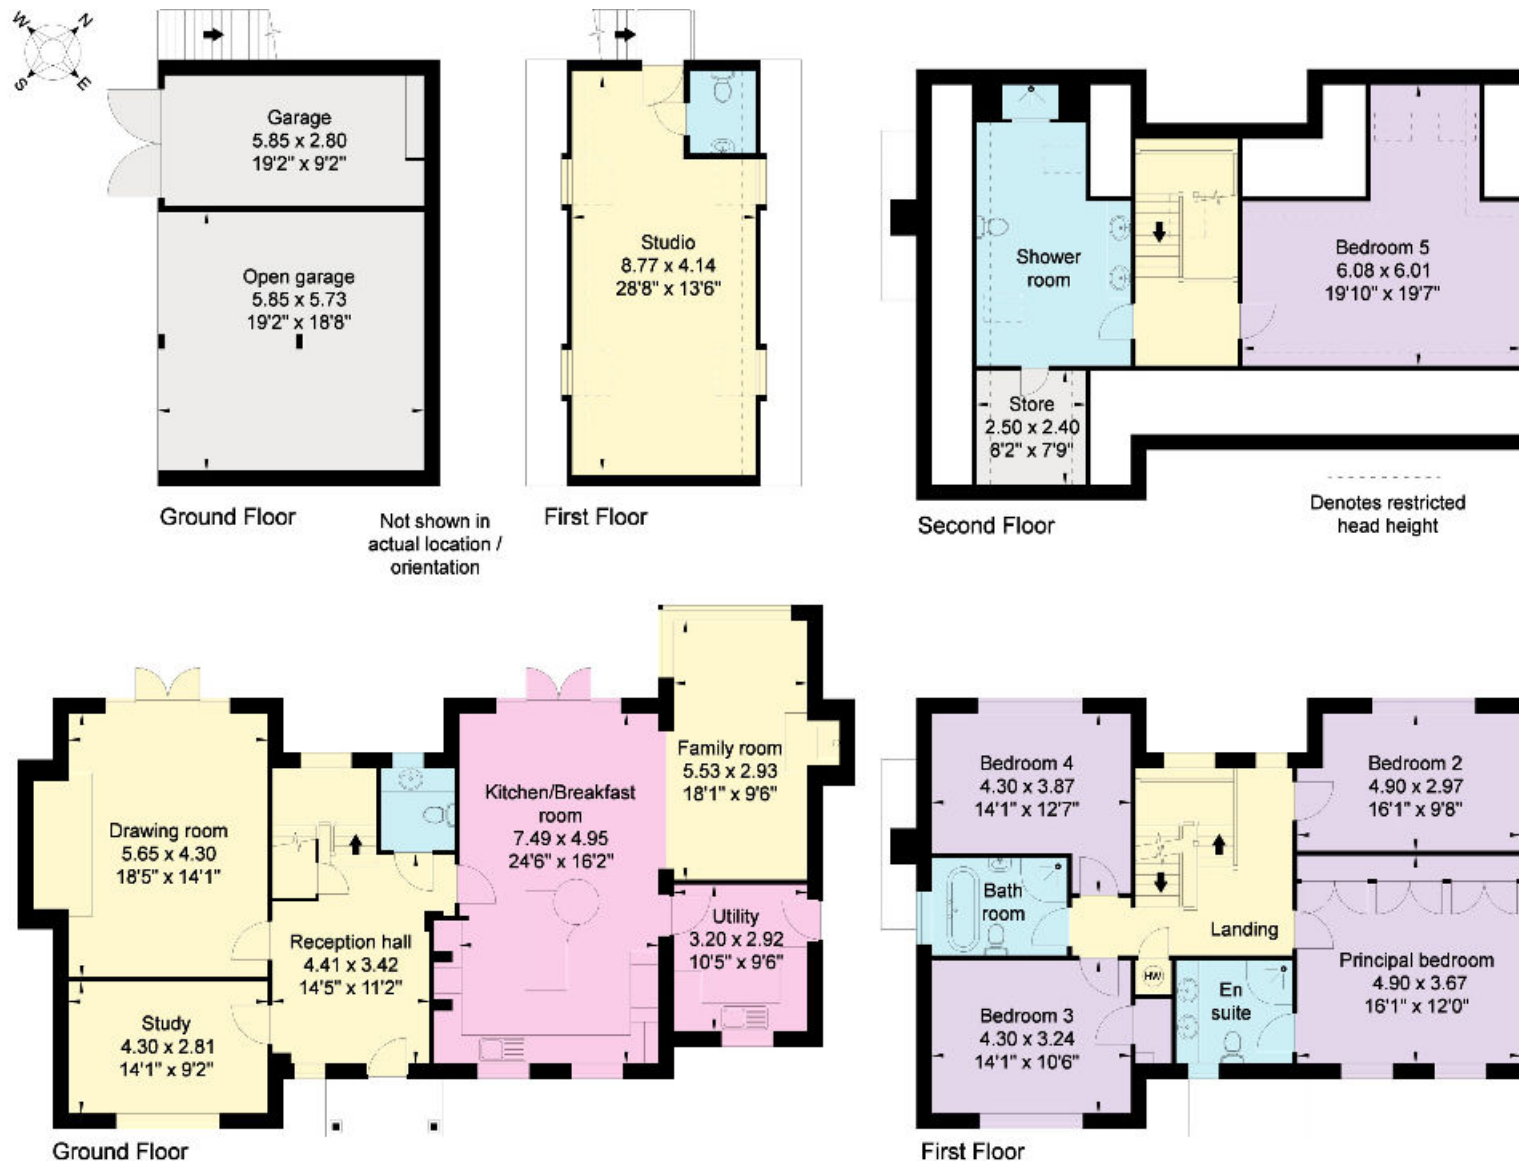 W N
S E
Garage
5.85 x 2.80
19'2" x 9'2"
Open garage
5.85 x 5.73
19'2" x 18'8"
Ground Floor
Not shown in
actual location /
orientation
Studio
8.77 x 4.14
28'8" x 13'6"
First Floor
Shower
room
Store
2.50 x 2.40
8'2" x 7'9"
Bedroom 5
6.08 x 6.01
19'10" x 19'7"
Second Floor
Denotes restricted
head height
Drawing room
5.65 x 4.30
18'5" x 14'1"
Study
4.30 x 2.81
14'1" x 9'2"
Reception hall
4.41 x 3.42
14'5" x 11'2"
Kitchen/Breakfast
room
7.49 x 4.95
24'6" x 16'2"
Family room
5.53 x 2.93
18'1" x 9'6"
Utility
3.20 x 2.92
10'5" x 9'6"
Ground Floor
Bedroom 4
4.30 x 3.87
14'1" x 12'7"
Bath
room
Bedroom 3
4.30 x 3.24
14'1" x 10'6"
Landing
HW
En
suite
Bedroom 2
4.90 x 2.97
16'1" x 9'8"
Principal bedroom
4.90 x 3.67
16'1" x 12'0"
First Floor